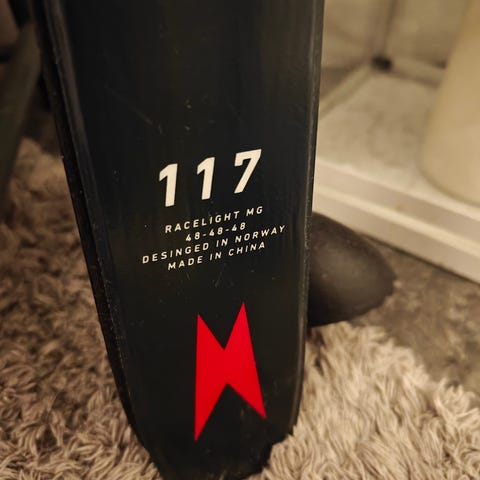 117
RACELIGHT MG
48-48-48
DESINGED IN NORWAY
MADE IN CHINA